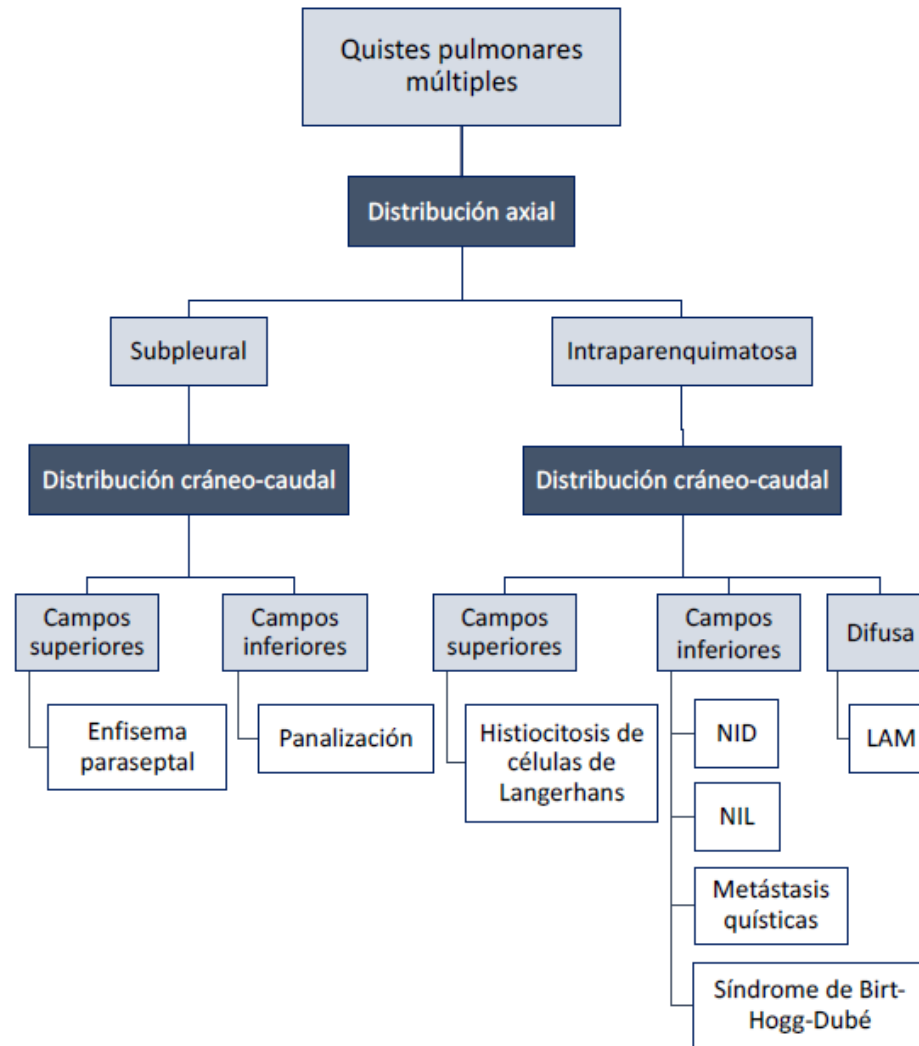 Quistes pulmonares
múltiples
Distribución axial
Subpleural
Intraparenquimatosa
Distribución cráneo-caudal
Distribución cráneo-caudal
Campos
superiores
Campos
inferiores
Campos
superiores
Campos
inferiores
Difusa
Enfisema
paraseptal
Panalización
Histiocitosis de
células de
Langerhans
NID
LAM
NIL
Metástasis
quísticas
Síndrome de Birt-
Hogg-Dubé